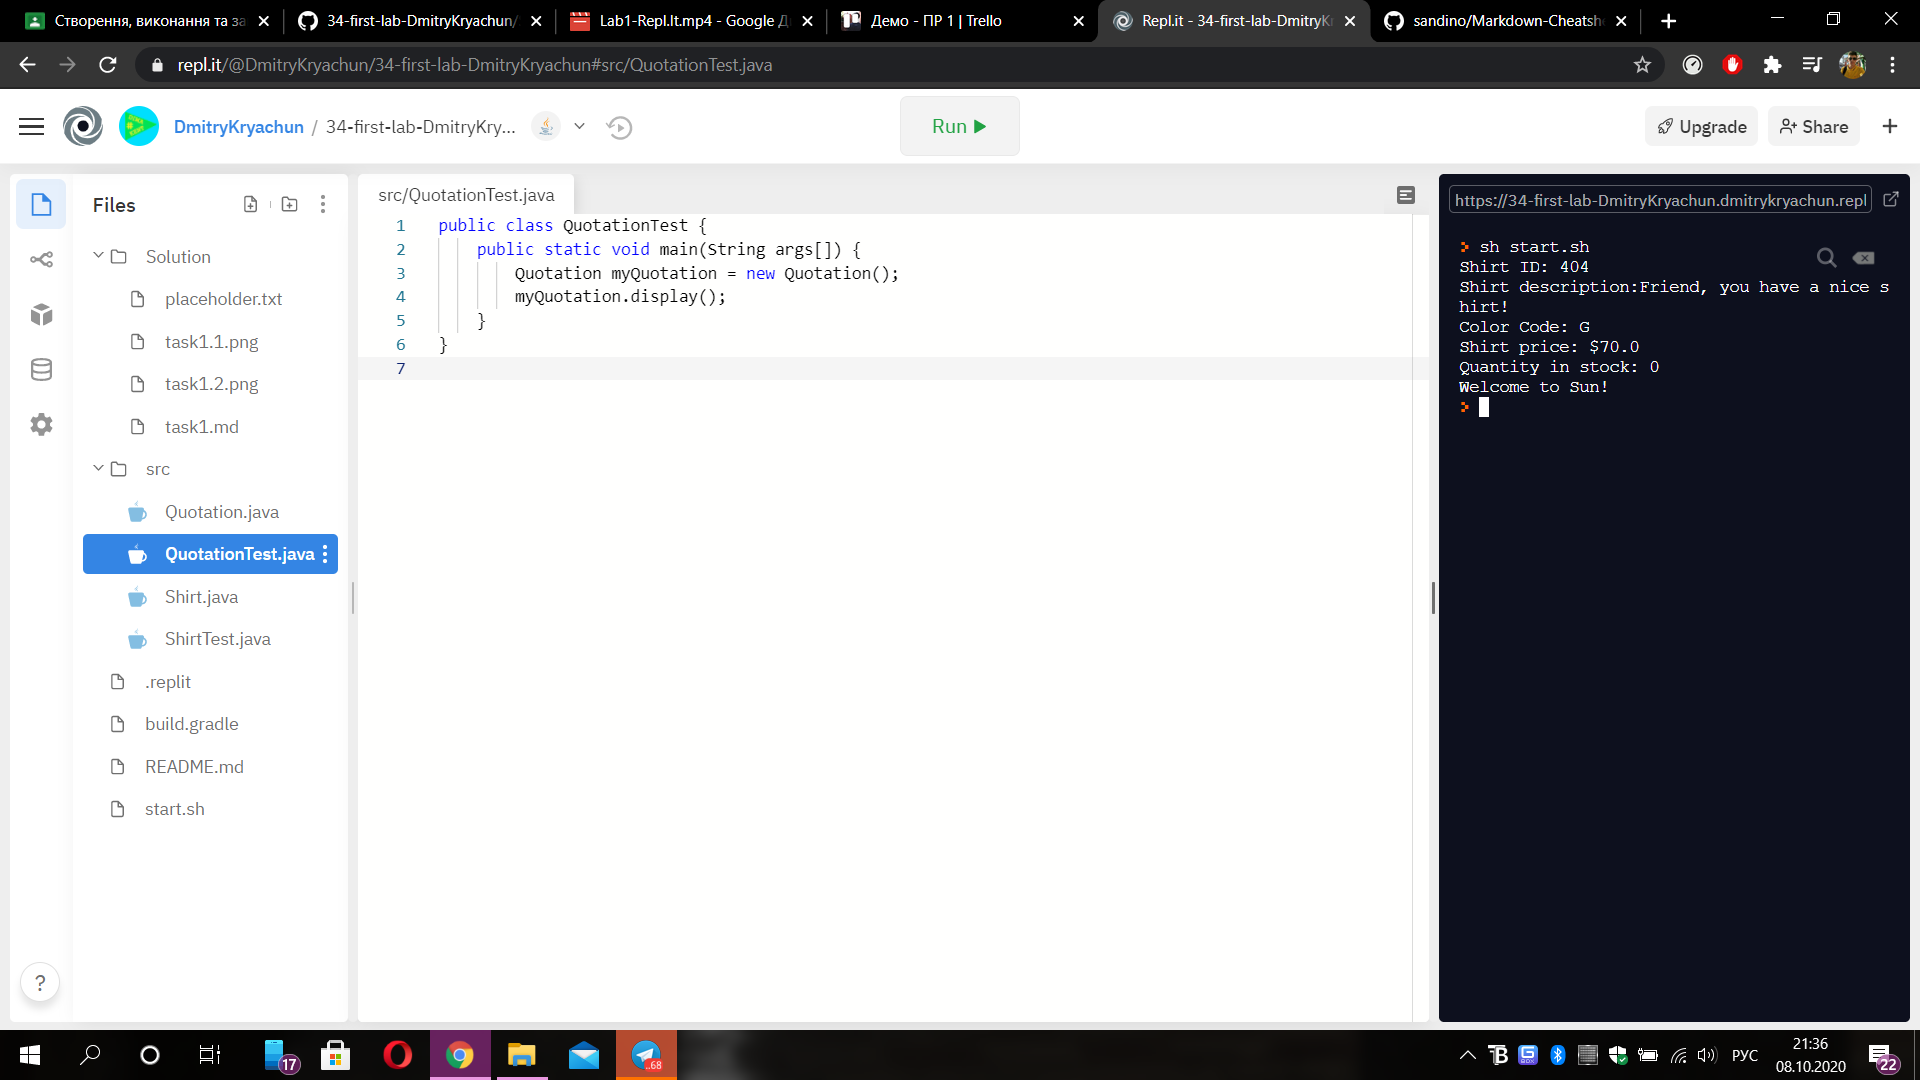 Створення, виконання та за
34-first-lab-DmitryKryachun/
Lab1-Repl.It.mp4 - Google Д
Демо - ПР 1 | Trello
Repl.it - 34-first-lab-DmitryKr
sandino/Markdown-Cheatshe
repl.it/@DmitryKryachun/34-first-lab-DmitryKryachun#src/QuotationTest.java
DmitryKryachun / 34-first-lab-DmitryKry...
Run
Upgrade
Share
Files
Solution
placeholder.txt
task1.1.png
task1.2.png
task1.md
src
Quotation.java
QuotationTest.java
Shirt.java
ShirtTest.java
.replit
build.gradle
README.md
start.sh
?
src/QuotationTest.java
1 public class QuotationTest {
2 public static void main(String args[]) {
3 Quotation myQuotation = new Quotation();
4 myQuotation.display();
5 }
6 }
7
https://34-first-lab-DmitryKryachun.dmitrykryachun.repl
> sh start.sh
Shirt ID: 404
Shirt description:Friend, you have a nice s
hirt!
Color Code: G
Shirt price: $70.0
Quantity in stock: 0
Welcome to Sun!
>
17
..68
РУС
21:36
08.10.2020
22